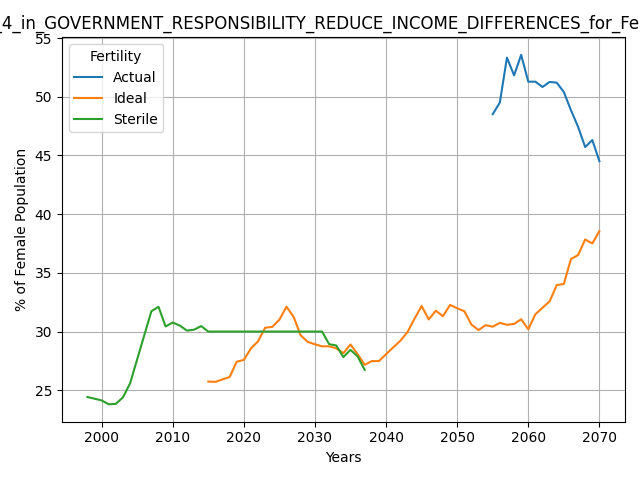 _4_in_GOVERNMENT_RESPONSIBILITY_REDUCE_INCOME_DIFFERENCES_for_Fe
Fertility
Actual
Ideal
Sterile
% of Female Population
55
50
45
40
35
30
25
2000 2010 2020 2030 2040 2050 2060 2070
Years